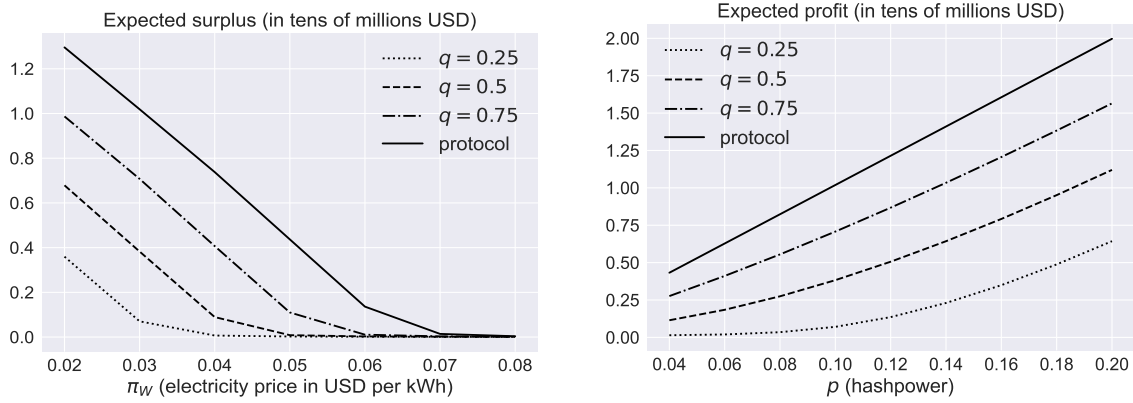 Expected surplus (in tens of millions USD)
1.2
1.0
0.8
0.6
0.4
0.2
0.0
q = 0.25
q = 0.5
q = 0.75
protocol
0.02 0.03 0.04 0.05 0.06 0.07 0.08
π_W (electricity price in USD per kWh)
Expected profit (in tens of millions USD)
2.00
1.75
1.50
1.25
1.00
0.75
0.50
0.25
0.00
q = 0.25
q = 0.5
q = 0.75
protocol
0.04 0.06 0.08 0.10 0.12 0.14 0.16 0.18 0.20
p (hashpower)